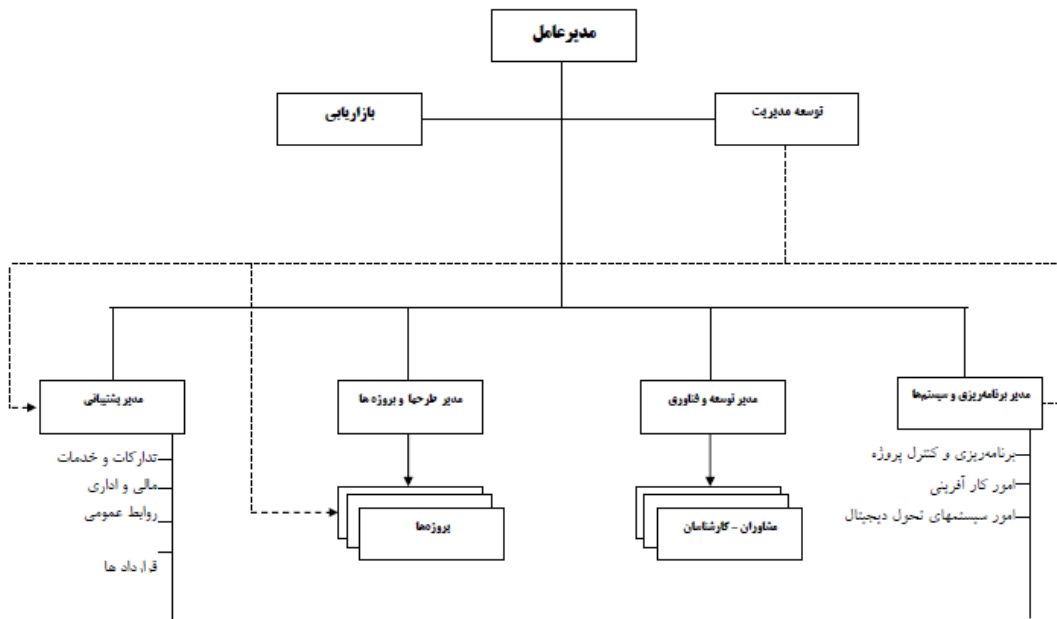 مدیرعامل
توسعه مدیریت
بازاریابی
مدیر برنامه‌ریزی و سیستم‌ها
مدیر توسعه و فناوری
مدیر طرحها و پروژه ها
مدیر پشتیبانی
برنامه‌ریزی و کنترل پروژه
امور کار آفرینی
امور سیستمهای تحول دیجیتال
مشاوران – کارشناسان
پروژه‌ها
تدارکات و خدمات
مالی و اداری
روابط عمومی
قرارداد ها